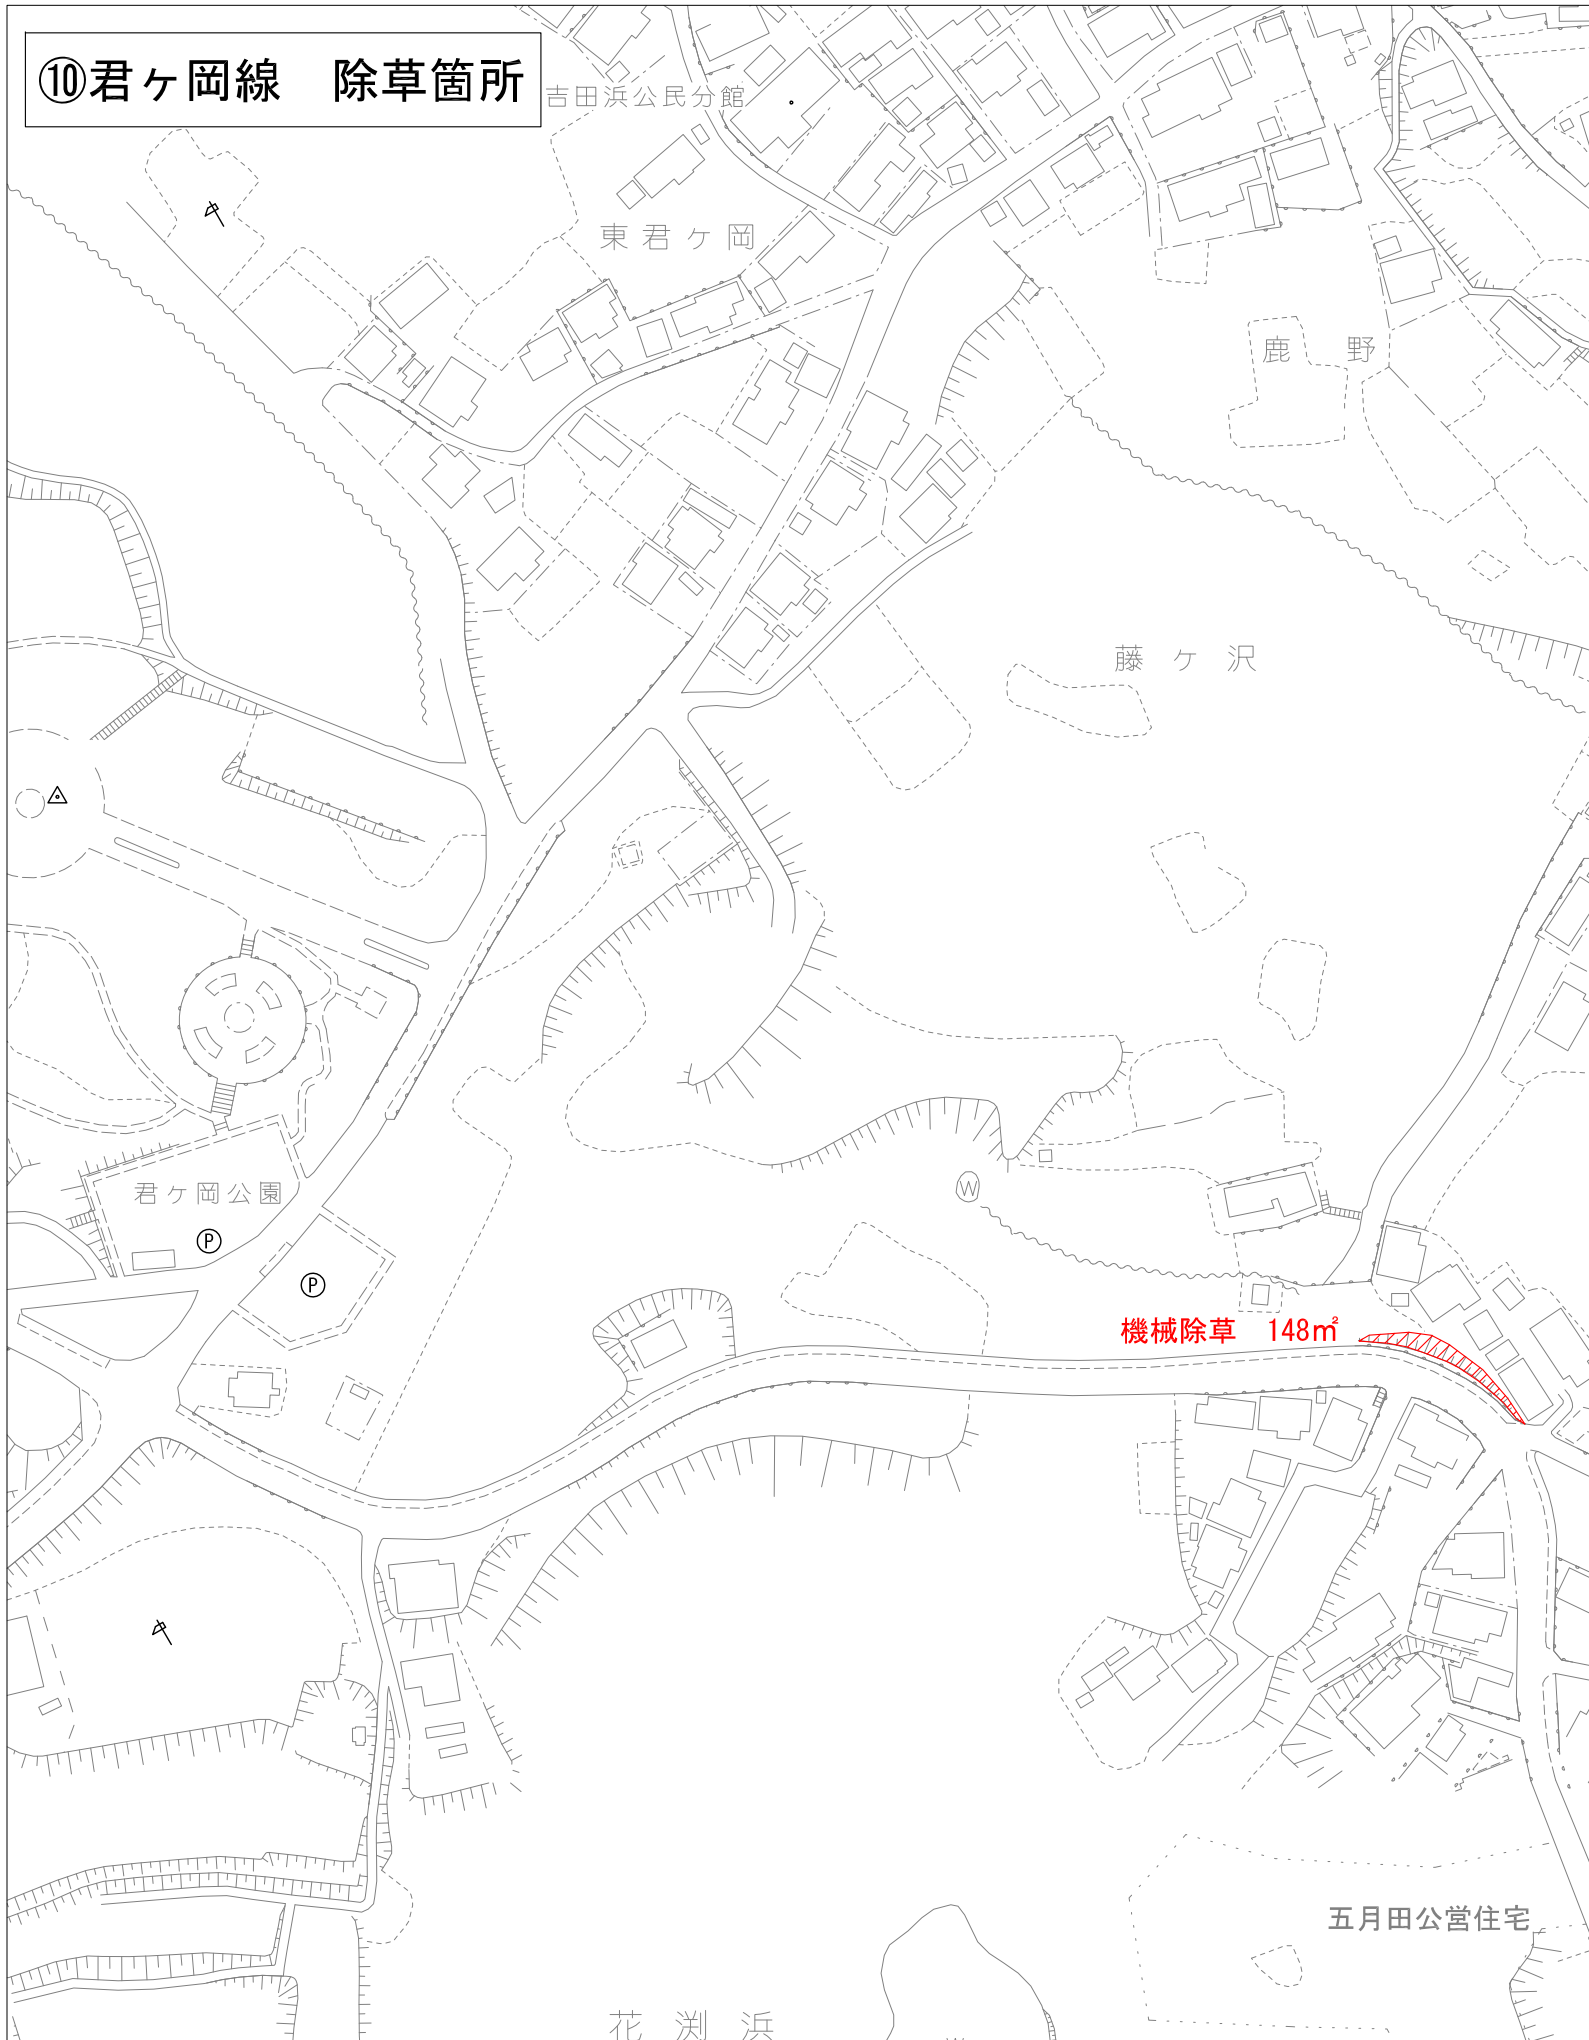 ⑩君ヶ岡線　除草箇所
吉田浜公民分館
東君ヶ岡
鹿野
藤ヶ沢
君ヶ岡公園
Ⓟ
Ⓟ
Ⓦ
機械除草　148㎡
五月田公営住宅
花渕浜